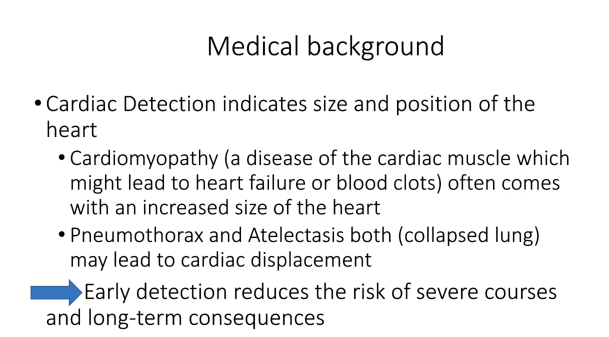 Medical background
• Cardiac Detection indicates size and position of the
heart
• Cardiomyopathy (a disease of the cardiac muscle which
might lead to heart failure or blood clots) often comes
with an increased size of the heart
• Pneumothorax and Atelectasis both (collapsed lung)
may lead to cardiac displacement
Early detection reduces the risk of severe courses
and long-term consequences